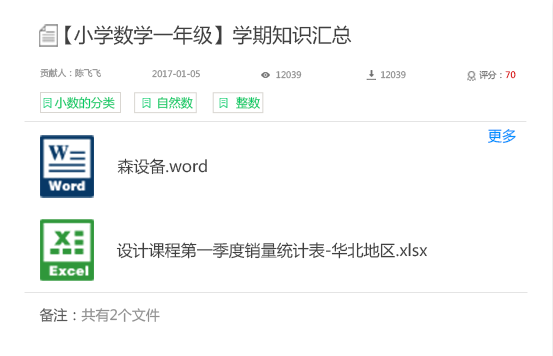 【小学数学一年级】学期知识汇总
贡献人：陈飞飞 2017-01-05 12039 12039 评分：70
小数的分类 自然数 整数
更多
W Word 森设备.word
X Excel 设计课程第一季度销量统计表-华北地区.xlsx
备注：共有2个文件